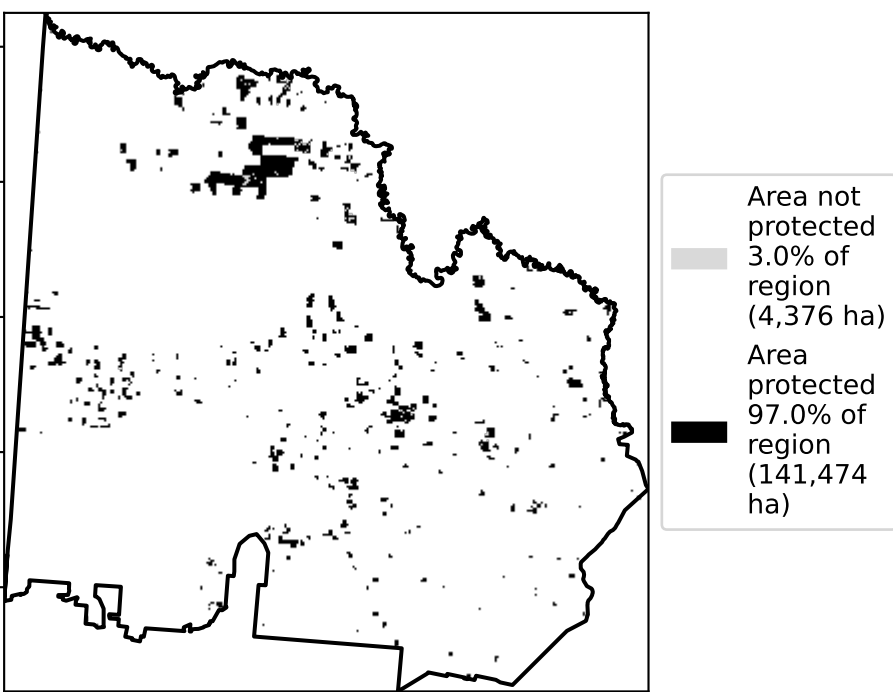 Area not
protected
3.0% of
region
(4,376 ha)
Area
protected
97.0% of
region
(141,474
ha)